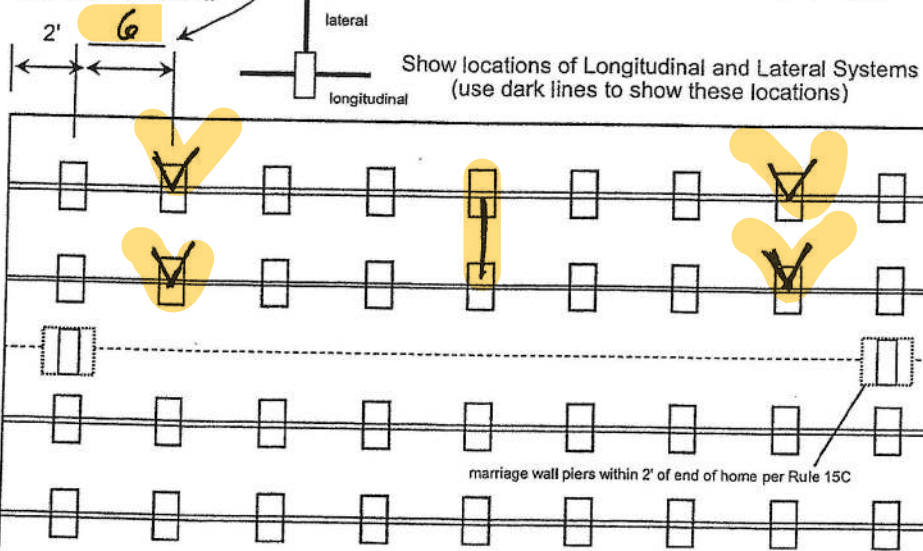 lateral
2' 6
longitudinal
Show locations of Longitudinal and Lateral Systems
(use dark lines to show these locations)
marriage wall piers within 2' of end of home per Rule 15C